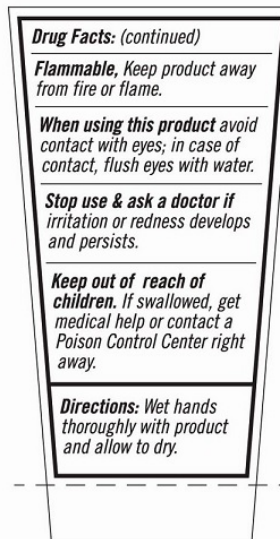 Drug Facts: (continued)
Flammable, Keep product away
from fire or flame.
When using this product avoid
contact with eyes; in case of
contact, flush eyes with water.
Stop use & ask a doctor if
irritation or redness develops
and persists.
Keep out of reach of
children. If swallowed, get
medical help or contact a
Poison Control Center right
away.
Directions: Wet hands
thoroughly with product
and allow to dry.